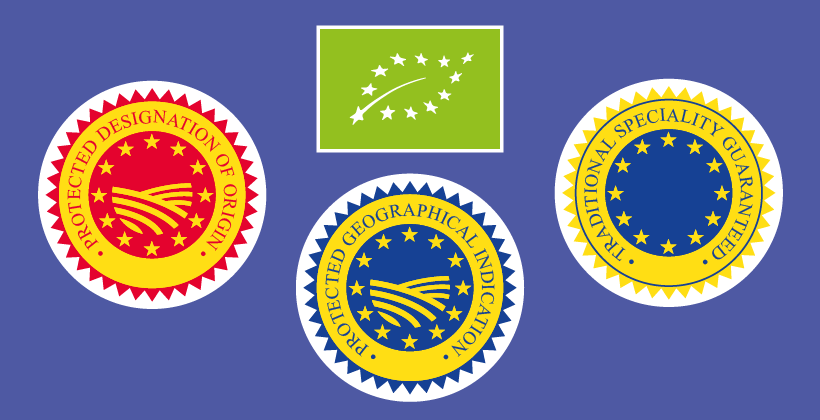 · PROTECTED DESIGNATION OF ORIGIN ·
· PROTECTED GEOGRAPHICAL INDICATION ·
· TRADITIONAL SPECIALITY GUARANTEED ·